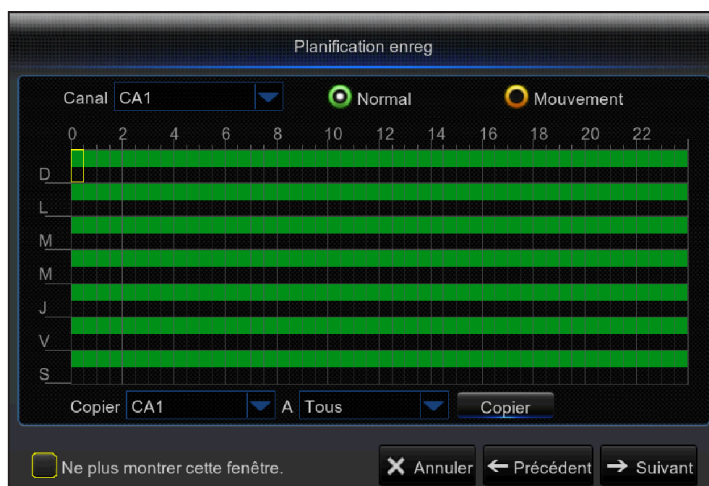 Planification enreg
Canal CA1 Normal Mouvement
0 2 4 6 8 10 12 14 16 18 20 22
D
L
M
M
J
V
S
Copier CA1 A Tous Copier
Ne plus montrer cette fenêtre. Annuler Précédent Suivant